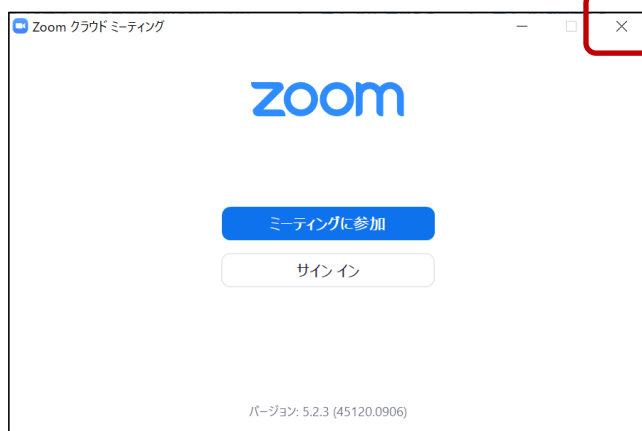 Zoom クラウド ミーティング
zoom
ミーティングに参加
サイン イン
バージョン: 5.2.3 (45120.0906)